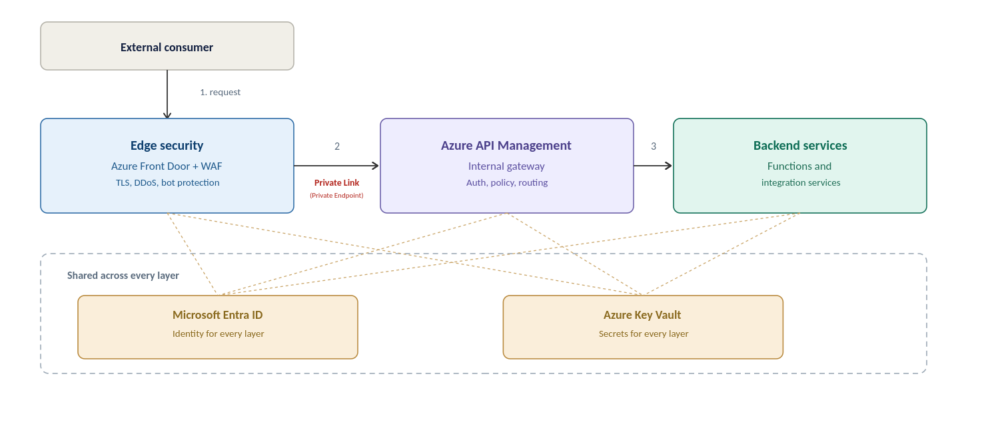 External consumer
1. request
Edge security
Azure Front Door + WAF
TLS, DDoS, bot protection
2
Private Link
(Private Endpoint)
Azure API Management
Internal gateway
Auth, policy, routing
3
Backend services
Functions and
integration services
Shared across every layer
Microsoft Entra ID
Identity for every layer
Azure Key Vault
Secrets for every layer